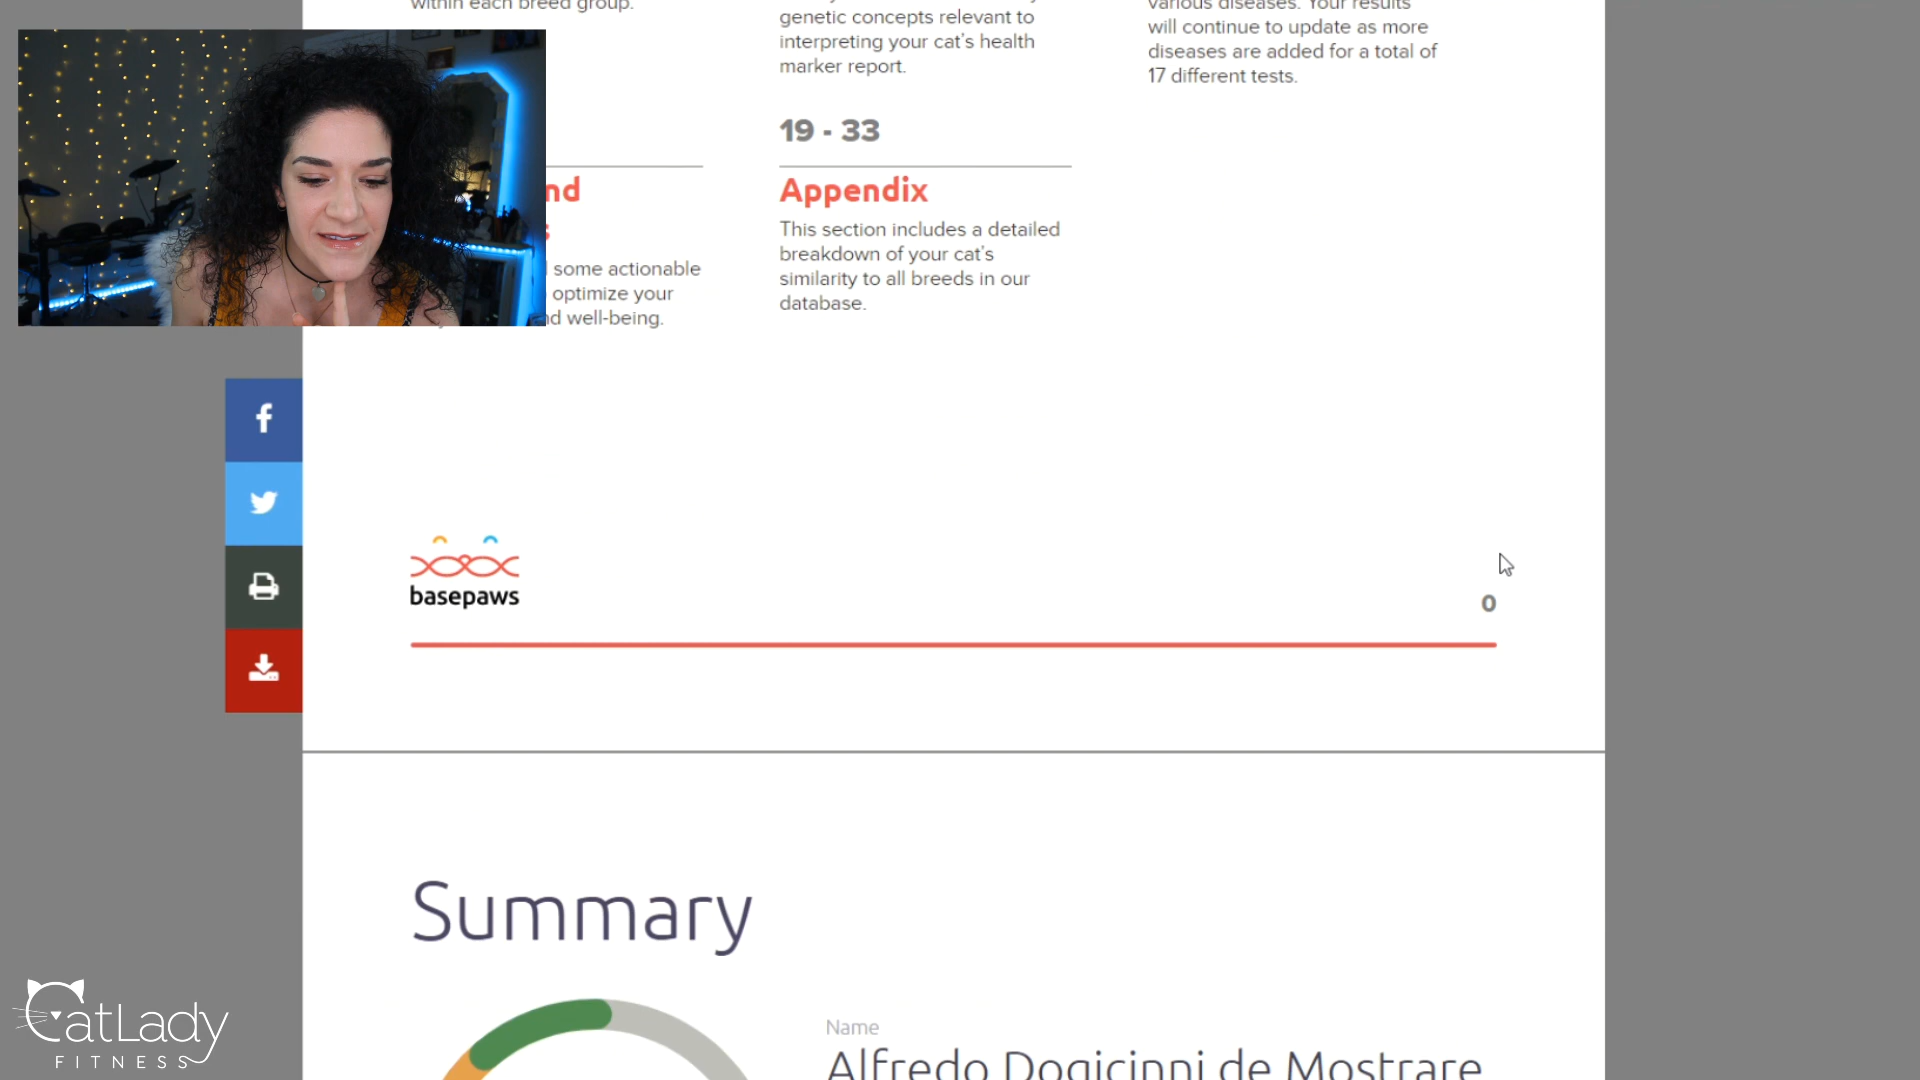 within each breed group.
genetic concepts relevant to
interpreting your cat's health
marker report.
various diseases. Your results
will continue to update as more
diseases are added for a total of
17 different tests.
19 - 33
Appendix
This section includes a detailed
breakdown of your cat's
similarity to all breeds in our
database.
some actionable
optimize your
well-being.
basepaws
0
Summary
Name
Alfredo Dogicinni de Mostrare
CatLady
FITNESS